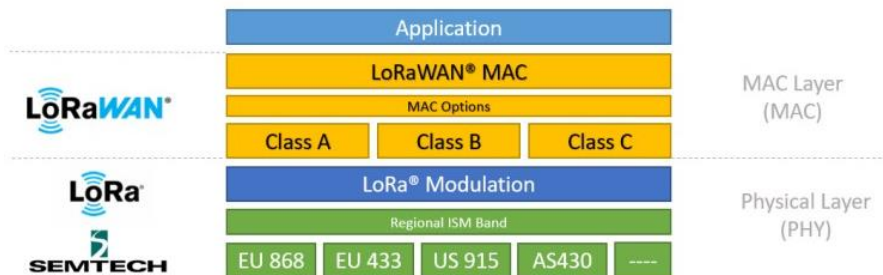 Application
LoRaWAN® MAC
MAC Options
Class A Class B Class C
LoRaWAN®
MAC Layer
(MAC)
LoRa® Modulation
Regional ISM Band
EU 868 EU 433 US 915 AS430 ----
LoRa®
SEMTECH
Physical Layer
(PHY)